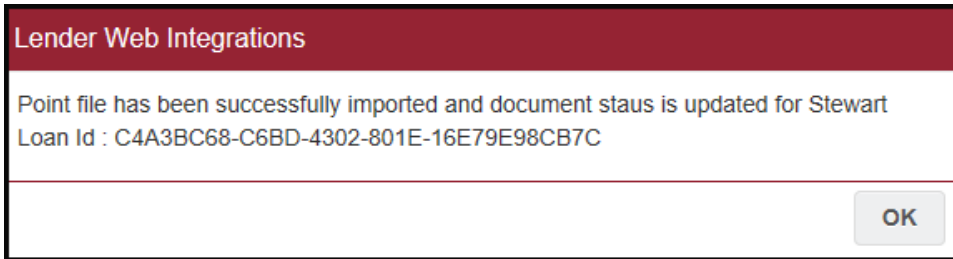 Lender Web Integrations
Point file has been successfully imported and document staus is updated for Stewart
Loan Id : C4A3BC68-C6BD-4302-801E-16E79E98CB7C
OK